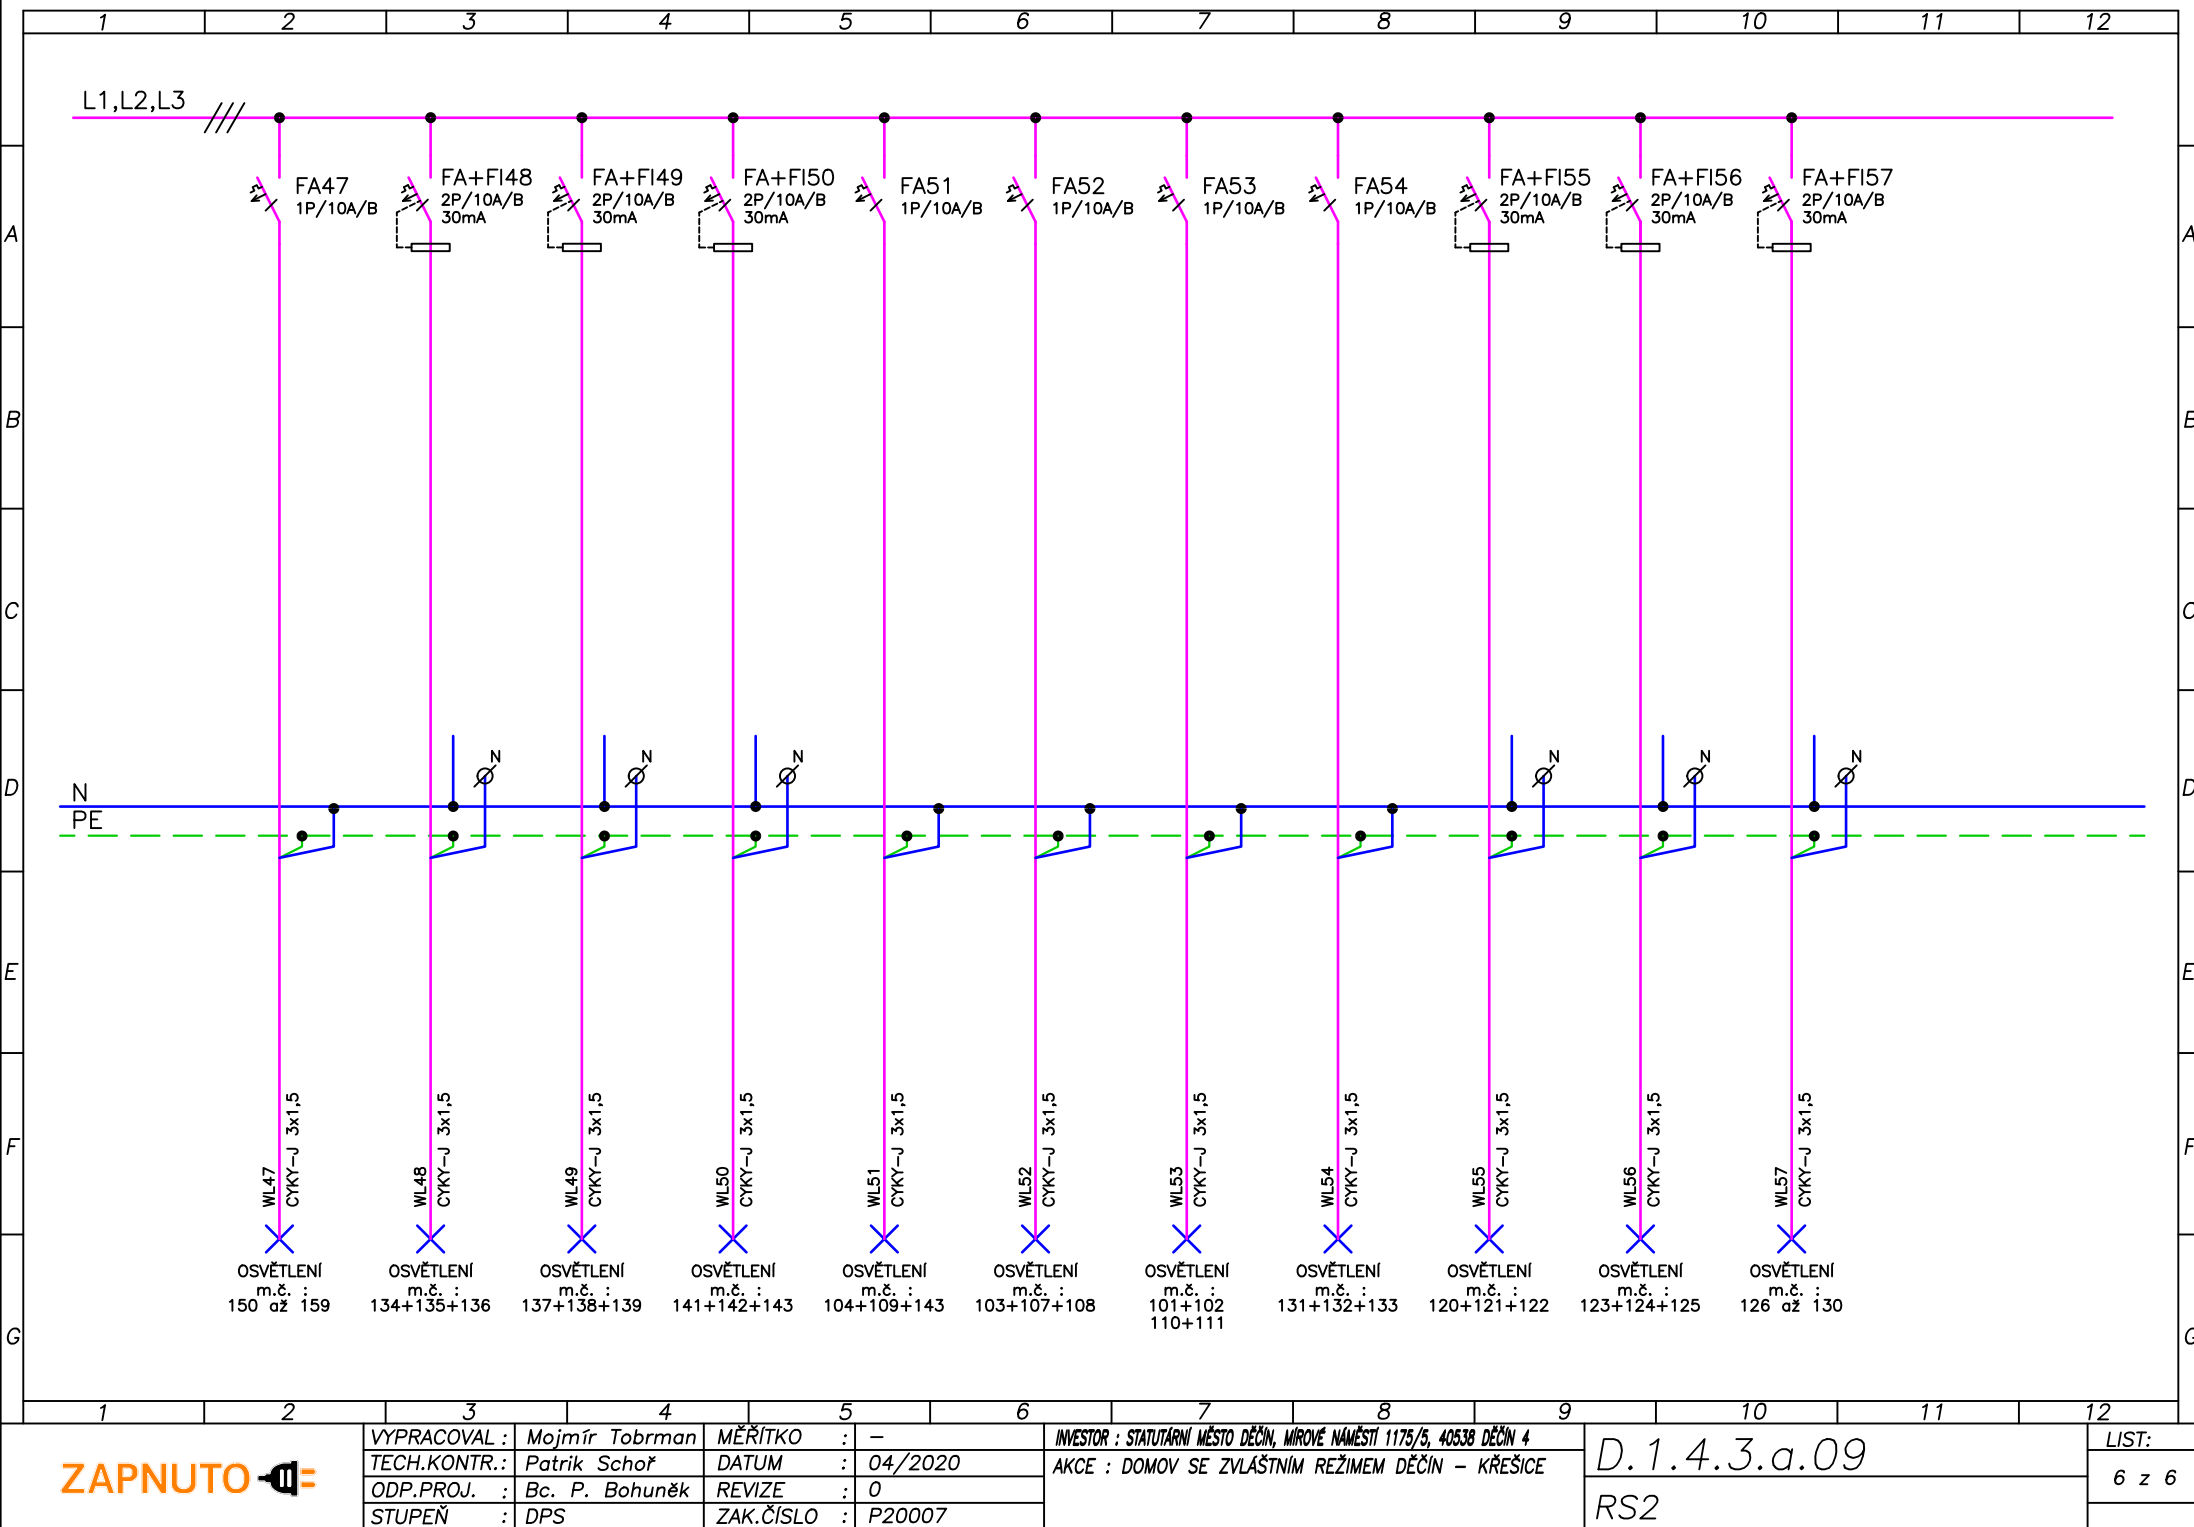 1 2 3 4 5 6 7 8 9 10 11 12
L1,L2,L3
FA47
1P/10A/B
FA+FI48
2P/10A/B
30mA
FA+FI49
2P/10A/B
30mA
FA+FI50
2P/10A/B
30mA
FA51
1P/10A/B
FA52
1P/10A/B
FA53
1P/10A/B
FA54
1P/10A/B
FA+FI55
2P/10A/B
30mA
FA+FI56
2P/10A/B
30mA
FA+FI57
2P/10A/B
30mA
A A
B B
C C
D D
N N N N N N
N
PE
E E
F F
WL47
CYKY-J 3x1,5
WL48
CYKY-J 3x1,5
WL49
CYKY-J 3x1,5
WL50
CYKY-J 3x1,5
WL51
CYKY-J 3x1,5
WL52
CYKY-J 3x1,5
WL53
CYKY-J 3x1,5
WL54
CYKY-J 3x1,5
WL55
CYKY-J 3x1,5
WL56
CYKY-J 3x1,5
WL57
CYKY-J 3x1,5
OSVĚTLENÍ
m.č. :
150 až 159
OSVĚTLENÍ
m.č. :
134+135+136
OSVĚTLENÍ
m.č. :
137+138+139
OSVĚTLENÍ
m.č. :
141+142+143
OSVĚTLENÍ
m.č. :
104+109+143
OSVĚTLENÍ
m.č. :
103+107+108
OSVĚTLENÍ
m.č. :
101+102
110+111
OSVĚTLENÍ
m.č. :
131+132+133
OSVĚTLENÍ
m.č. :
120+121+122
OSVĚTLENÍ
m.č. :
123+124+125
OSVĚTLENÍ
m.č. :
126 až 130
G G
1 2 3 4 5 6 7 8 9 10 11 12
ZAPNUTO
VYPRACOVAL : Mojmír Tobrman
TECH.KONTR.: Patrik Schoř
ODP.PROJ. : Bc. P. Bohuněk
STUPEŇ : DPS
MĚŘÍTKO : –
DATUM : 04/2020
REVIZE : 0
ZAK.ČÍSLO : P20007
INVESTOR : STATUTÁRNÍ MĚSTO DĚČÍN, MÍROVÉ NÁMĚSTÍ 1175/5, 40538 DĚČÍN 4
AKCE : DOMOV SE ZVLÁŠTNÍM REŽIMEM DĚČÍN – KŘEŠICE
D.1.4.3.a.09
RS2
LIST:
6 z 6